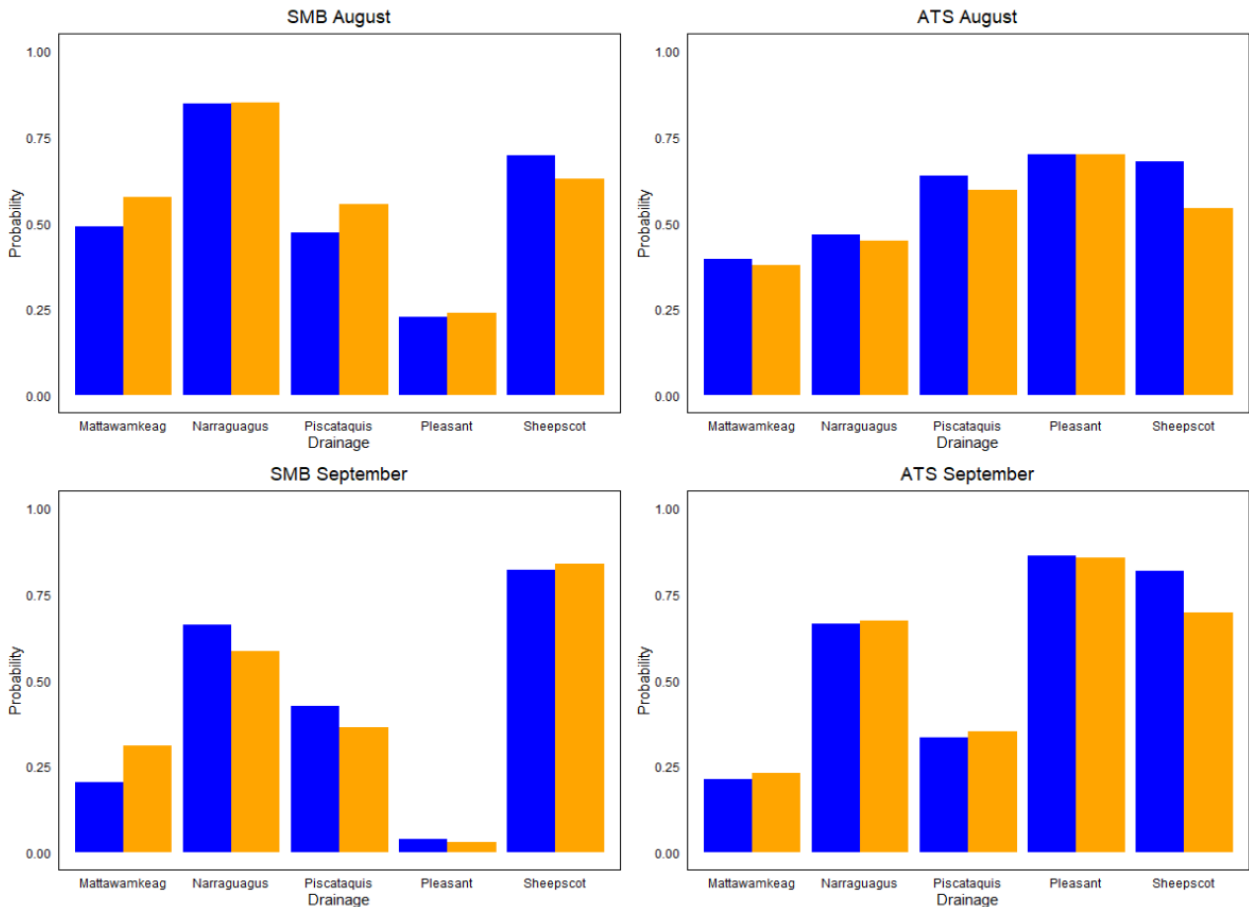 SMB August
1.00
0.75
0.50
0.25
0.00
Probability
Mattawamkeag Narraguagus Piscataquis Pleasant Sheepscot
Drainage
ATS August
1.00
0.75
0.50
0.25
0.00
Probability
Mattawamkeag Narraguagus Piscataquis Pleasant Sheepscot
Drainage
SMB September
1.00
0.75
0.50
0.25
0.00
Probability
Mattawamkeag Narraguagus Piscataquis Pleasant Sheepscot
Drainage
ATS September
1.00
0.75
0.50
0.25
0.00
Probability
Mattawamkeag Narraguagus Piscataquis Pleasant Sheepscot
Drainage